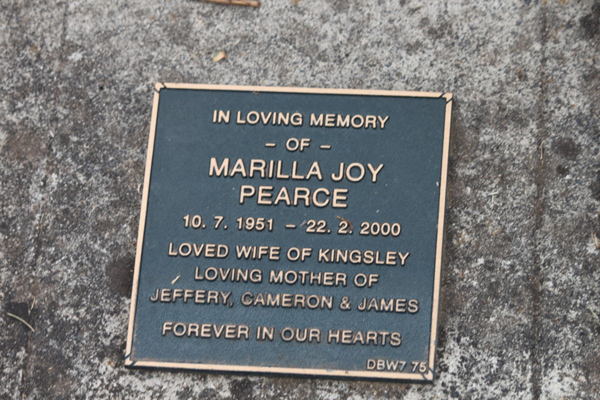 IN LOVING MEMORY
– OF –
MARILLA JOY
PEARCE
10. 7. 1951 – 22. 2. 2000
LOVED WIFE OF KINGSLEY
LOVING MOTHER OF
JEFFERY, CAMERON & JAMES
FOREVER IN OUR HEARTS
DBW7 75